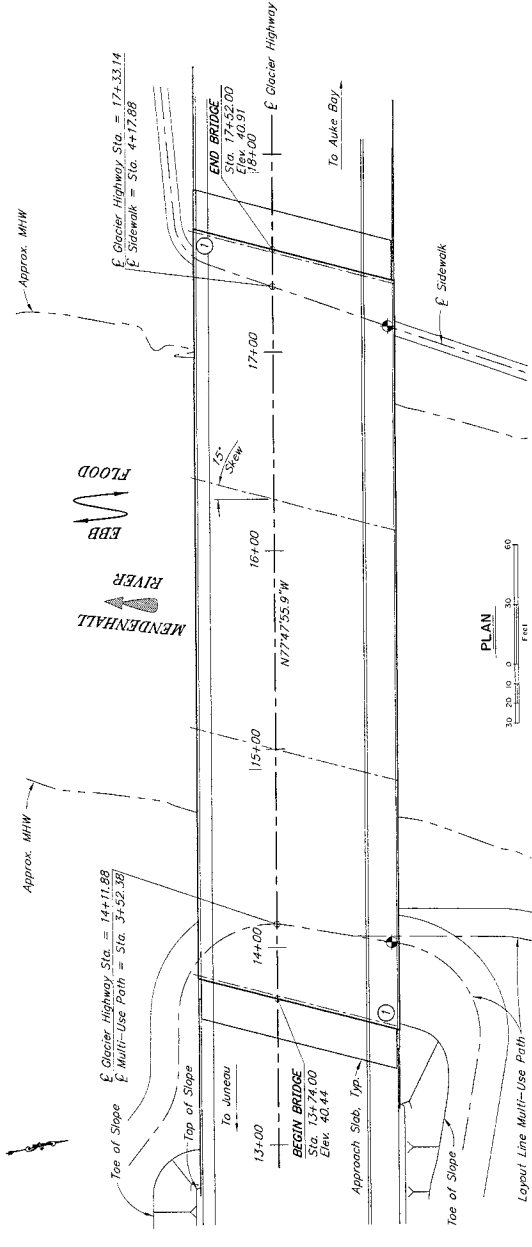 Approx. MHW
℄ Glacier Highway Sta. = 17+33.14
℄ Sidewalk = Sta. 4+17.88
℄ Glacier Highway
END BRIDGE
Sta. 17+52.00
Elev. 40.91
18+00
To Auke Bay
1
℄ Sidewalk
17+00
15°
Skew
FLOOD
EBB
MENDENHALL
RIVER
16+00
N77°47'55.9"W
15+00
PLAN
30 20 10 0 30 60
Feet
Approx. MHW
℄ Glacier Highway Sta. = 14+11.88
℄ Multi-Use Path = Sta. 3+52.38
Toe of Slope
Top of Slope
14+00
To Juneau
13+00
BEGIN BRIDGE
Sta. 13+74.00
Elev. 40.44
Approach Slab, Typ.
1
Toe of Slope
Layout Line Multi-Use Path